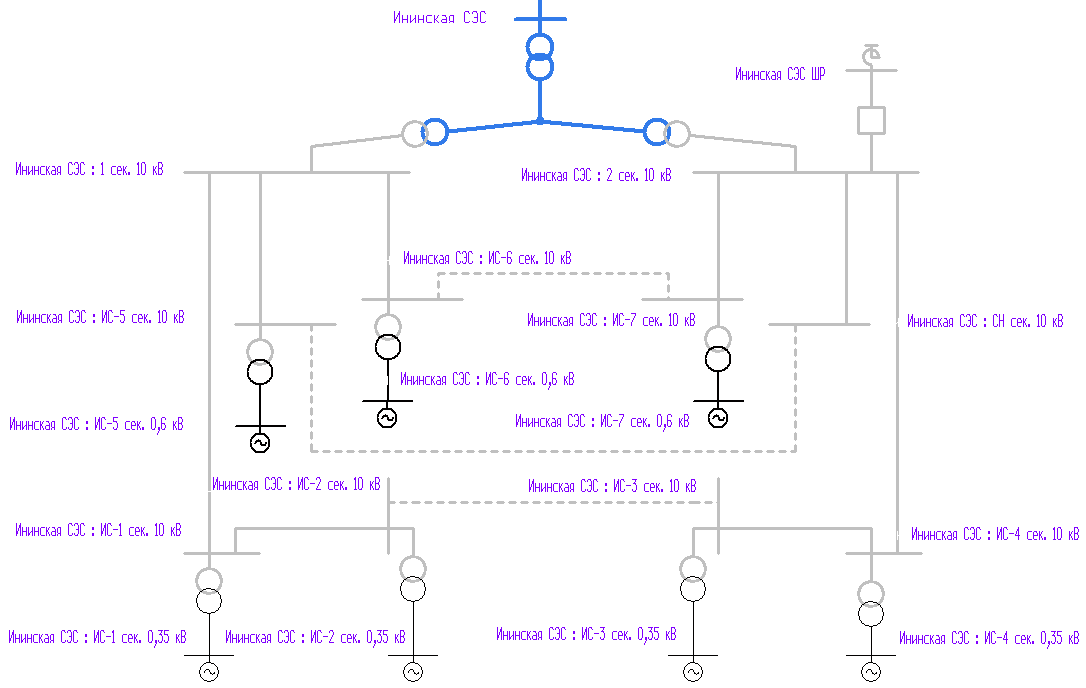 Ининская СЭС
Ининская СЭС ШР
Ининская СЭС : 1 сек. 10 кВ
Ининская СЭС : 2 сек. 10 кВ
Ининская СЭС : ИС-6 сек. 10 кВ
Ининская СЭС : ИС-5 сек. 10 кВ
Ининская СЭС : ИС-7 сек. 10 кВ
Ининская СЭС : СН сек. 10 кВ
Ининская СЭС : ИС-6 сек. 0,6 кВ
Ининская СЭС : ИС-5 сек. 0,6 кВ
Ининская СЭС : ИС-7 сек. 0,6 кВ
Ининская СЭС : ИС-2 сек. 10 кВ
Ининская СЭС : ИС-3 сек. 10 кВ
Ининская СЭС : ИС-1 сек. 10 кВ
Ининская СЭС : ИС-4 сек. 10 кВ
Ининская СЭС : ИС-1 сек. 0,35 кВ
Ининская СЭС : ИС-2 сек. 0,35 кВ
Ининская СЭС : ИС-3 сек. 0,35 кВ
Ининская СЭС : ИС-4 сек. 0,35 кВ